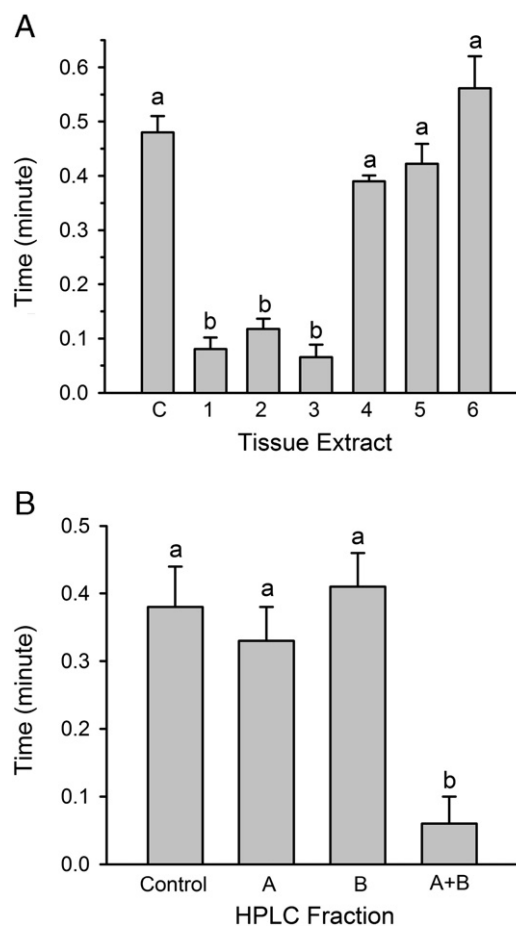 A
Time (minute)
0.6
0.5
0.4
0.3
0.2
0.1
0.0
a
b
b
b
a
a
a
C 1 2 3 4 5 6
Tissue Extract
B
Time (minute)
0.5
0.4
0.3
0.2
0.1
0.0
a
a
a
b
Control A B A+B
HPLC Fraction